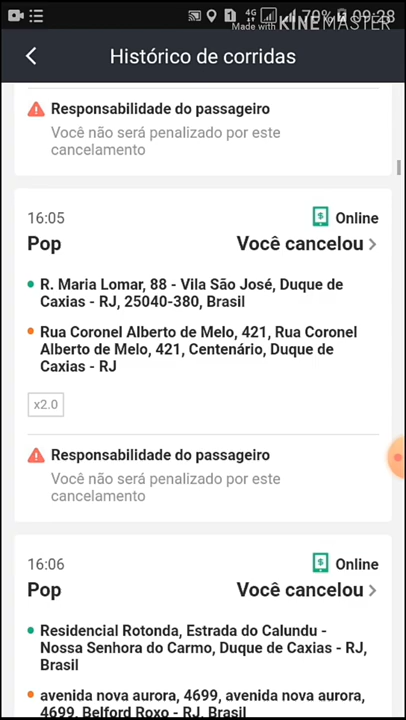 1 4G 70% 09:28
Made with KINEMASTER
Histórico de corridas
Responsabilidade do passageiro
Você não será penalizado por este
cancelamento
16:05 Online
Pop Você cancelou
R. Maria Lomar, 88 - Vila São José, Duque de
Caxias - RJ, 25040-380, Brasil
Rua Coronel Alberto de Melo, 421, Rua Coronel
Alberto de Melo, 421, Centenário, Duque de
Caxias - RJ
x2.0
Responsabilidade do passageiro
Você não será penalizado por este
cancelamento
16:06 Online
Pop Você cancelou
Residencial Rotonda, Estrada do Calundu -
Nossa Senhora do Carmo, Duque de Caxias - RJ,
Brasil
avenida nova aurora, 4699, avenida nova aurora,
4699, Belford Roxo - RJ, Brasil